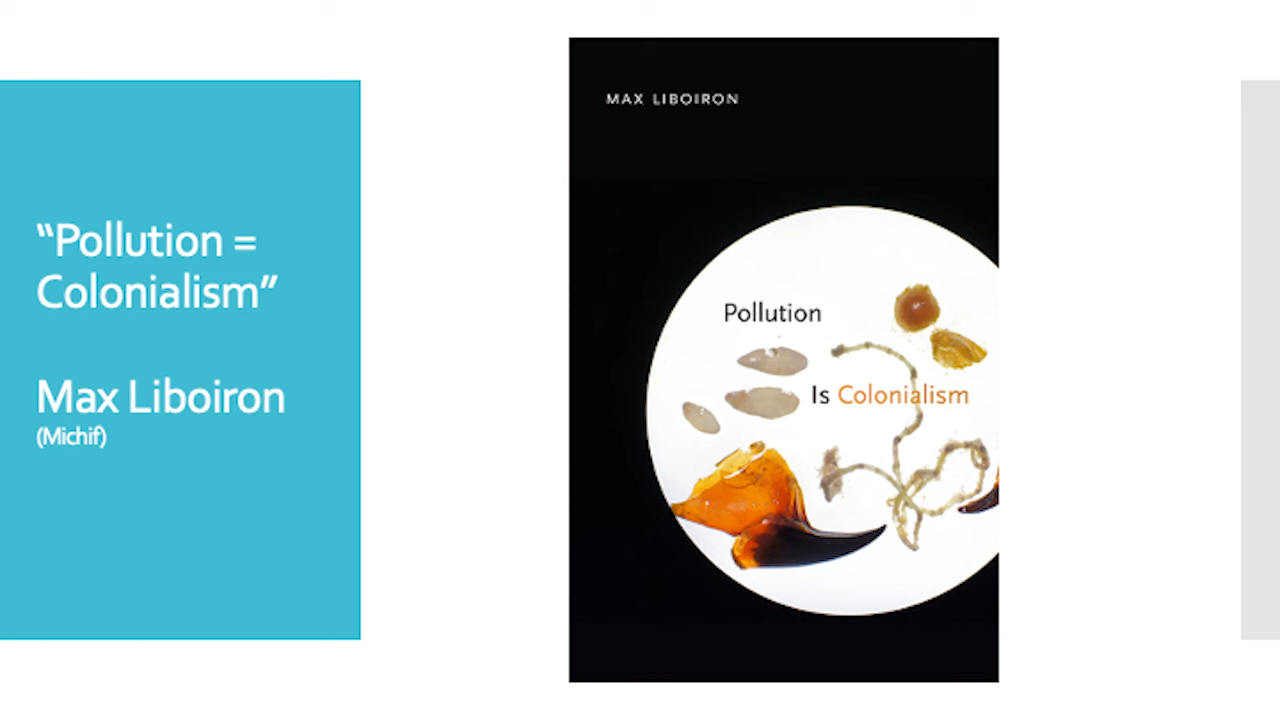 “Pollution =
Colonialism”
Max Liboiron
(Michif)
MAX LIBOIRON
Pollution
Is Colonialism